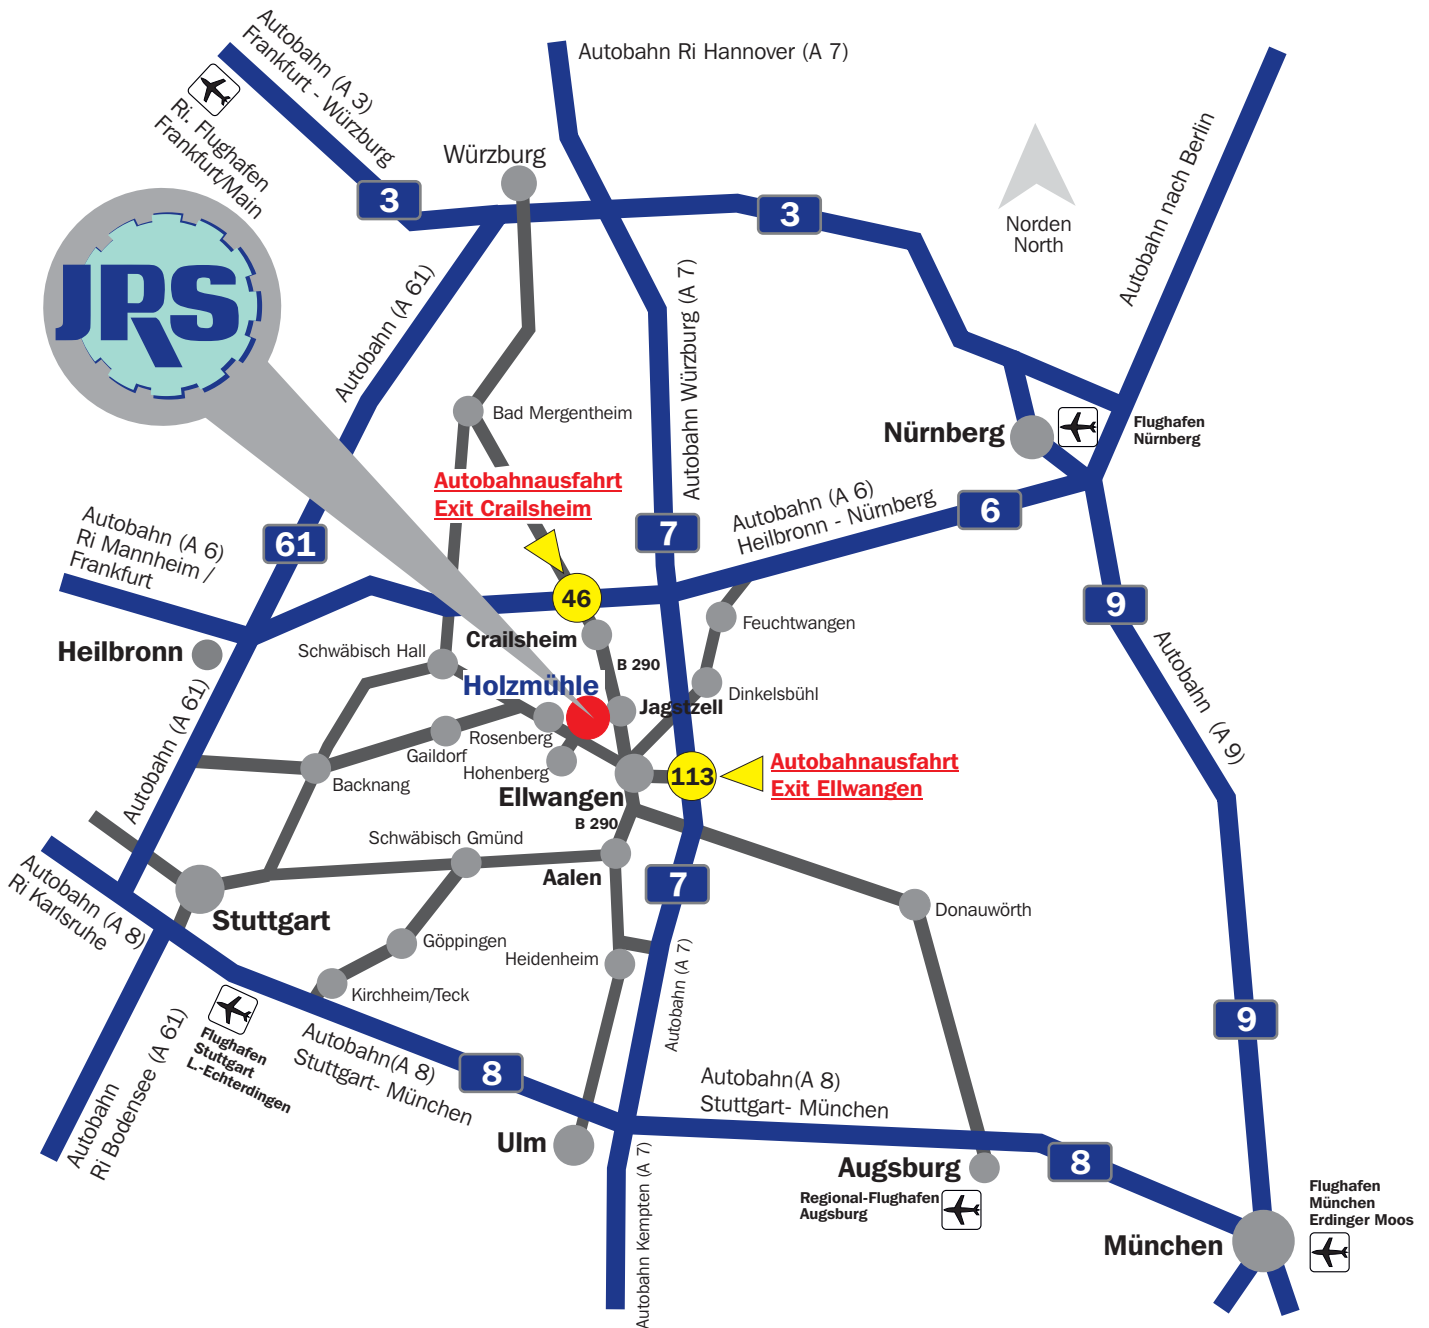 Autobahn (A 3)
Frankfurt - Würzburg
Ri. Flughafen
Frankfurt/Main
Autobahn Ri Hannover (A 7)
Würzburg
3
3
Norden
North
Autobahn nach Berlin
JRS
Autobahn (A 61)
Autobahn Würzburg (A 7)
Bad Mergentheim
Nürnberg
Flughafen
Nürnberg
Autobahnausfahrt
Exit Crailsheim
Autobahn (A 6)
Heilbronn - Nürnberg
6
7
61
Autobahn (A 6)
Ri Mannheim /
Frankfurt
46
9
Heilbronn
Crailsheim
Feuchtwangen
Schwäbisch Hall
B 290
Holzmühle
Dinkelsbühl
Jagstzell
Autobahn (A 61)
Rosenberg
Gaildorf
Hohenberg
Backnang
Ellwangen
113
Autobahnausfahrt
Exit Ellwangen
Autobahn (A 9)
B 290
Schwäbisch Gmünd
Aalen
7
Autobahn (A 8)
Ri Karlsruhe
Stuttgart
Donauwörth
Göppingen
Heidenheim
Autobahn (A 7)
Kirchheim/Teck
9
Flughafen
Stuttgart
L.-Echterdingen
Autobahn(A 8)
Stuttgart- München
8
Autobahn(A 8)
Stuttgart- München
Autobahn
Ri Bodensee (A 61)
Ulm
Autobahn Kempten (A 7)
Augsburg
8
Regional-Flughafen
Augsburg
München
Flughafen
München
Erdinger Moos